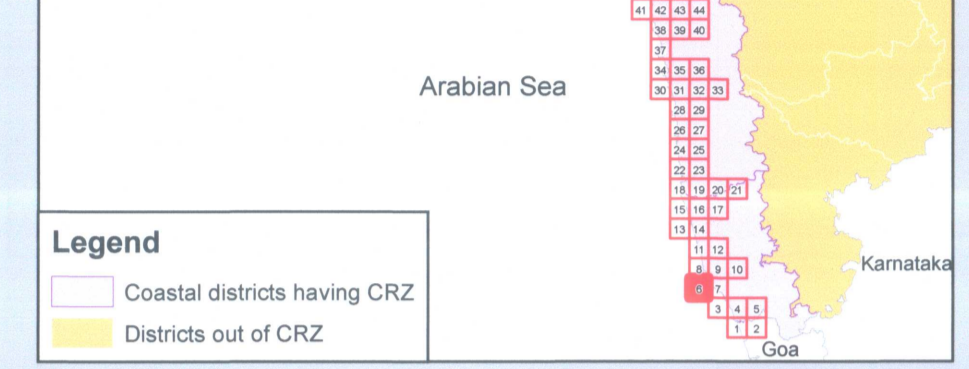 41 42 43 44
38 39 40
37
34 35 36
Arabian Sea
30 31 32 33
28 29
26 27
24 25
22 23
18 19 20 21
15 16 17
13 14
Legend
11 12
Karnataka
8 9 10
Coastal districts having CRZ
6 7
3 4 5
Districts out of CRZ
1 2
Goa